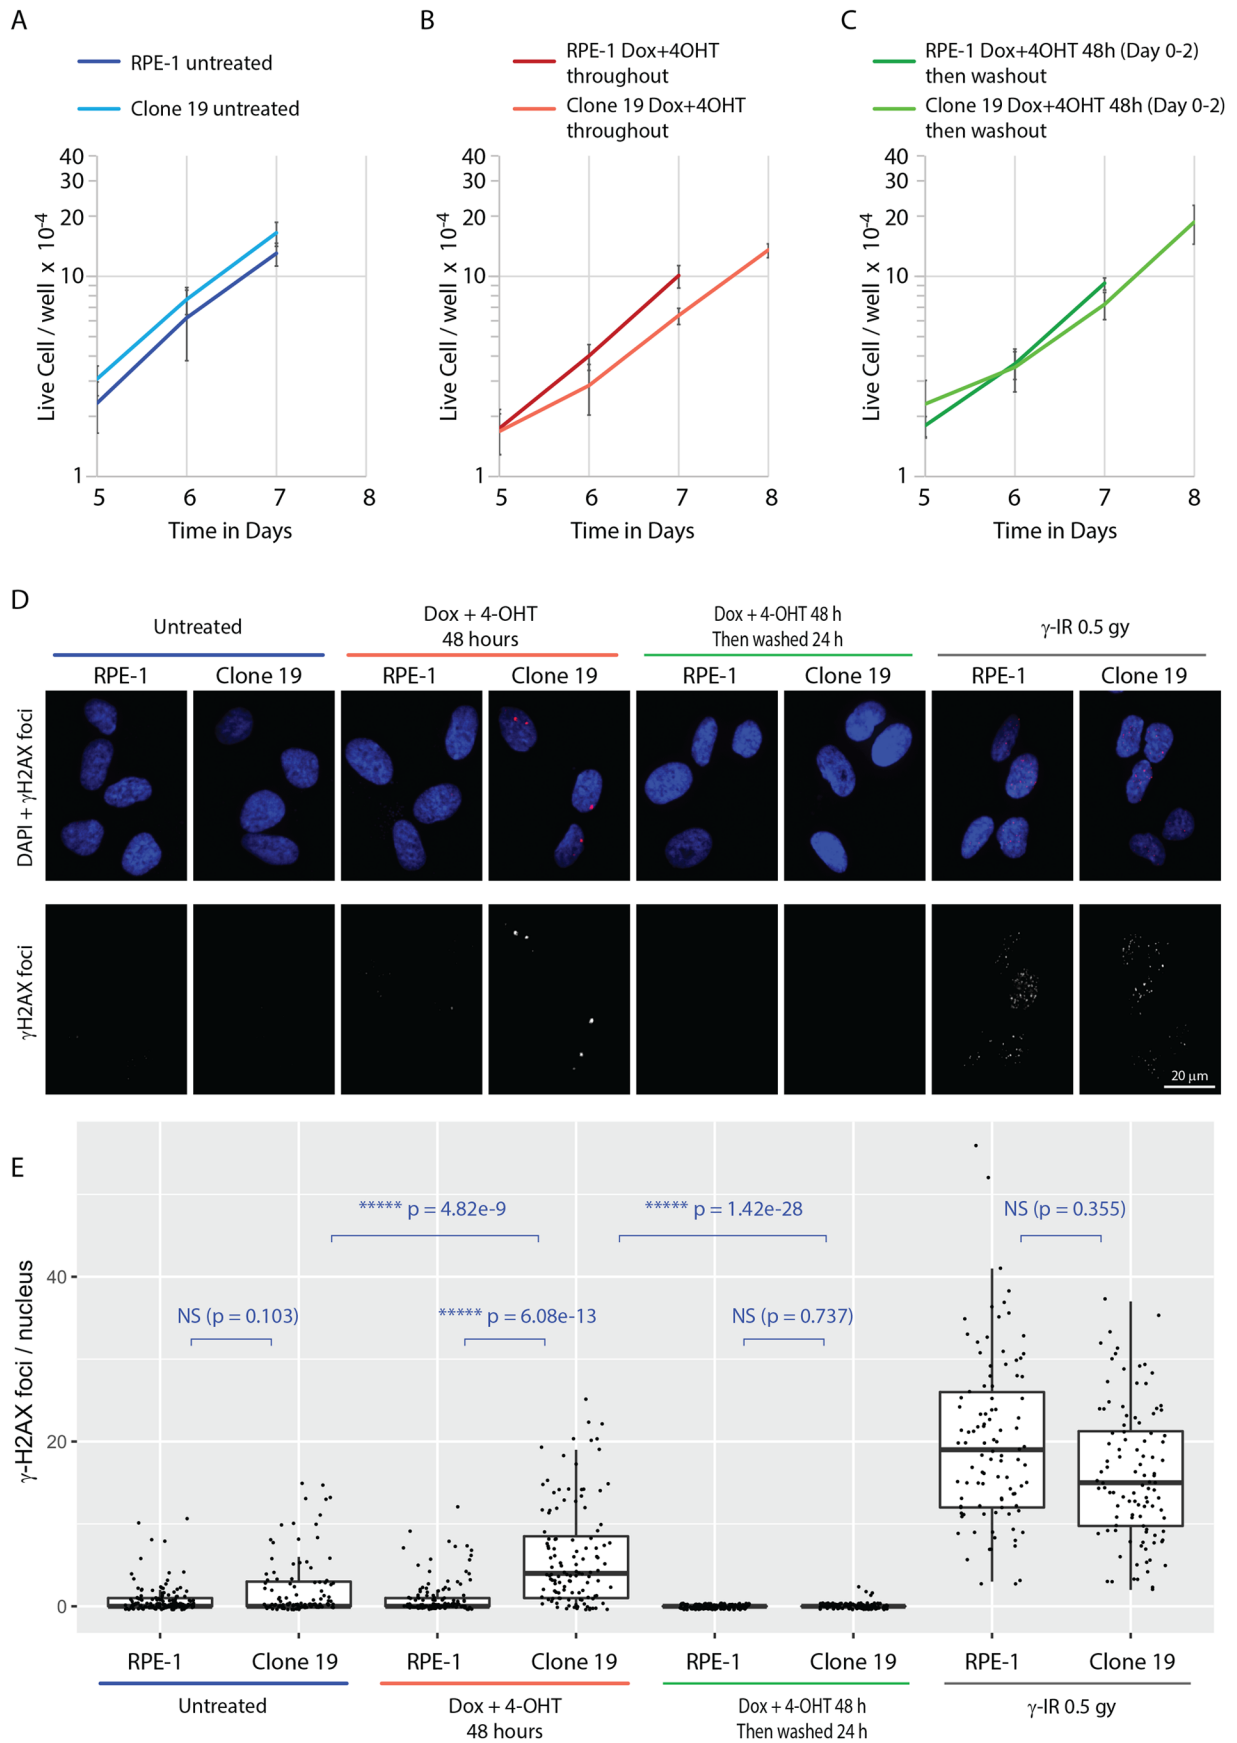 A
RPE-1 untreated
Clone 19 untreated
40
30
20
10
1
Live Cell / well x 10-4
5 6 7 8
Time in Days
B
RPE-1 Dox+4OHT
throughout
Clone 19 Dox+4OHT
throughout
40
30
20
10
1
Live Cell / well x 10-4
5 6 7 8
Time in Days
C
RPE-1 Dox+4OHT 48h (Day 0-2)
then washout
Clone 19 Dox+4OHT 48h (Day 0-2)
then washout
40
30
20
10
1
Live Cell / well x 10-4
5 6 7 8
Time in Days
D
Untreated
Dox + 4-OHT
48 hours
Dox + 4-OHT 48 h
Then washed 24 h
γ-IR 0.5 gy
RPE-1 Clone 19 RPE-1 Clone 19 RPE-1 Clone 19 RPE-1 Clone 19
DAPI + γH2AX foci
γH2AX foci
20 µm
E
***** p = 4.82e-9
***** p = 1.42e-28
NS (p = 0.355)
NS (p = 0.103)
***** p = 6.08e-13
NS (p = 0.737)
40
20
0
γ-H2AX foci / nucleus
RPE-1 Clone 19 RPE-1 Clone 19 RPE-1 Clone 19 RPE-1 Clone 19
Untreated
Dox + 4-OHT
48 hours
Dox + 4-OHT 48 h
Then washed 24 h
γ-IR 0.5 gy